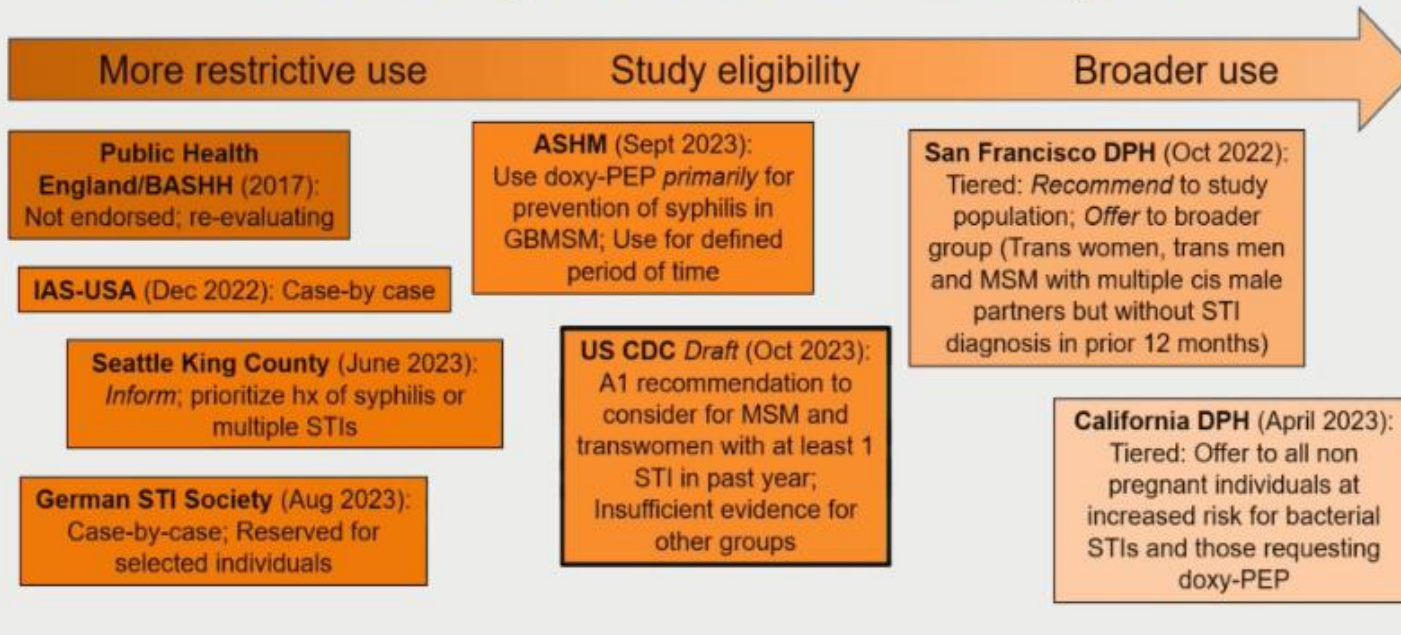 More restrictive use
Study eligibility
Broader use
Public Health
England/BASHH (2017):
Not endorsed; re-evaluating
IAS-USA (Dec 2022): Case-by case
Seattle King County (June 2023):
Inform; prioritize hx of syphilis or
multiple STIs
German STI Society (Aug 2023):
Case-by-case; Reserved for
selected individuals
ASHM (Sept 2023):
Use doxy-PEP primarily for
prevention of syphilis in
GBMSM; Use for defined
period of time
US CDC Draft (Oct 2023):
A1 recommendation to
consider for MSM and
transwomen with at least 1
STI in past year;
Insufficient evidence for
other groups
San Francisco DPH (Oct 2022):
Tiered: Recommend to study
population; Offer to broader
group (Trans women, trans men
and MSM with multiple cis male
partners but without STI
diagnosis in prior 12 months)
California DPH (April 2023):
Tiered: Offer to all non
pregnant individuals at
increased risk for bacterial
STIs and those requesting
doxy-PEP